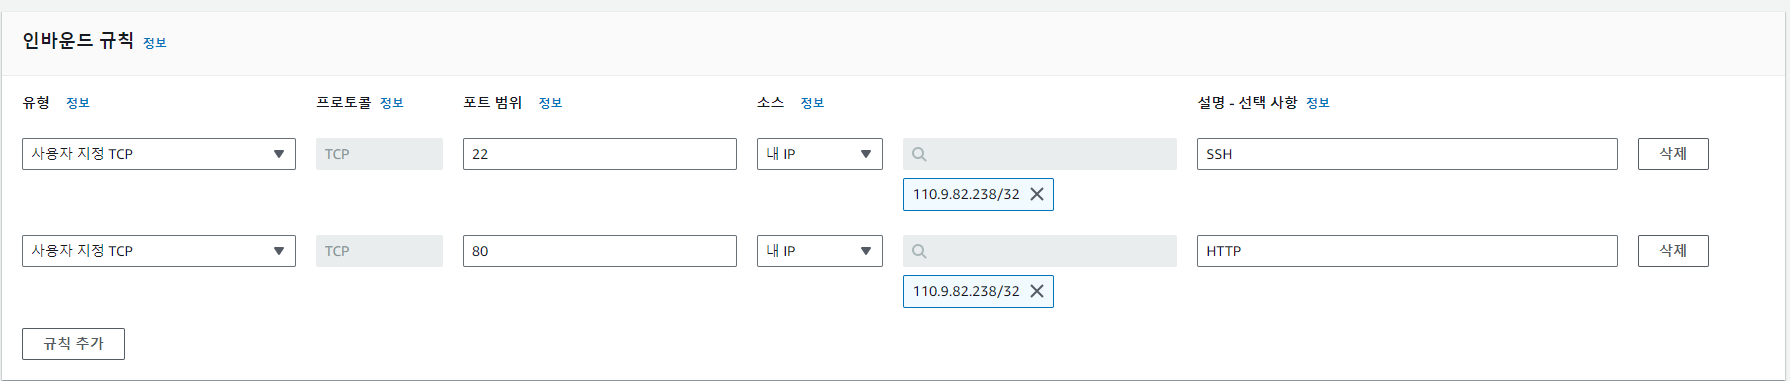 인바운드 규칙 정보
유형 정보 프로토콜 정보 포트 범위 정보 소스 정보 설명 - 선택 사항 정보
사용자 지정 TCP TCP 22 내 IP SSH 삭제
110.9.82.238/32
사용자 지정 TCP TCP 80 내 IP HTTP 삭제
110.9.82.238/32
규칙 추가